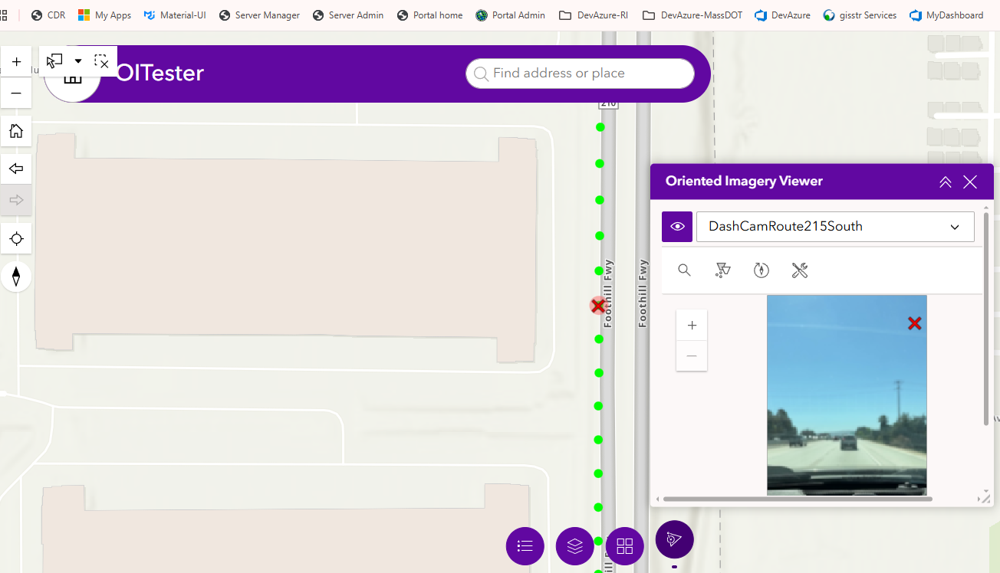 CDR
My Apps
Material-UI
Server Manager
Server Admin
Portal home
Portal Admin
DevAzure-RI
DevAzure-MassDOT
DevAzure
gisstr Services
MyDashboard
OITester
Find address or place
210
Oriented Imagery Viewer
DashCamRoute215South
Foothill Fwy
Foothill Fwy